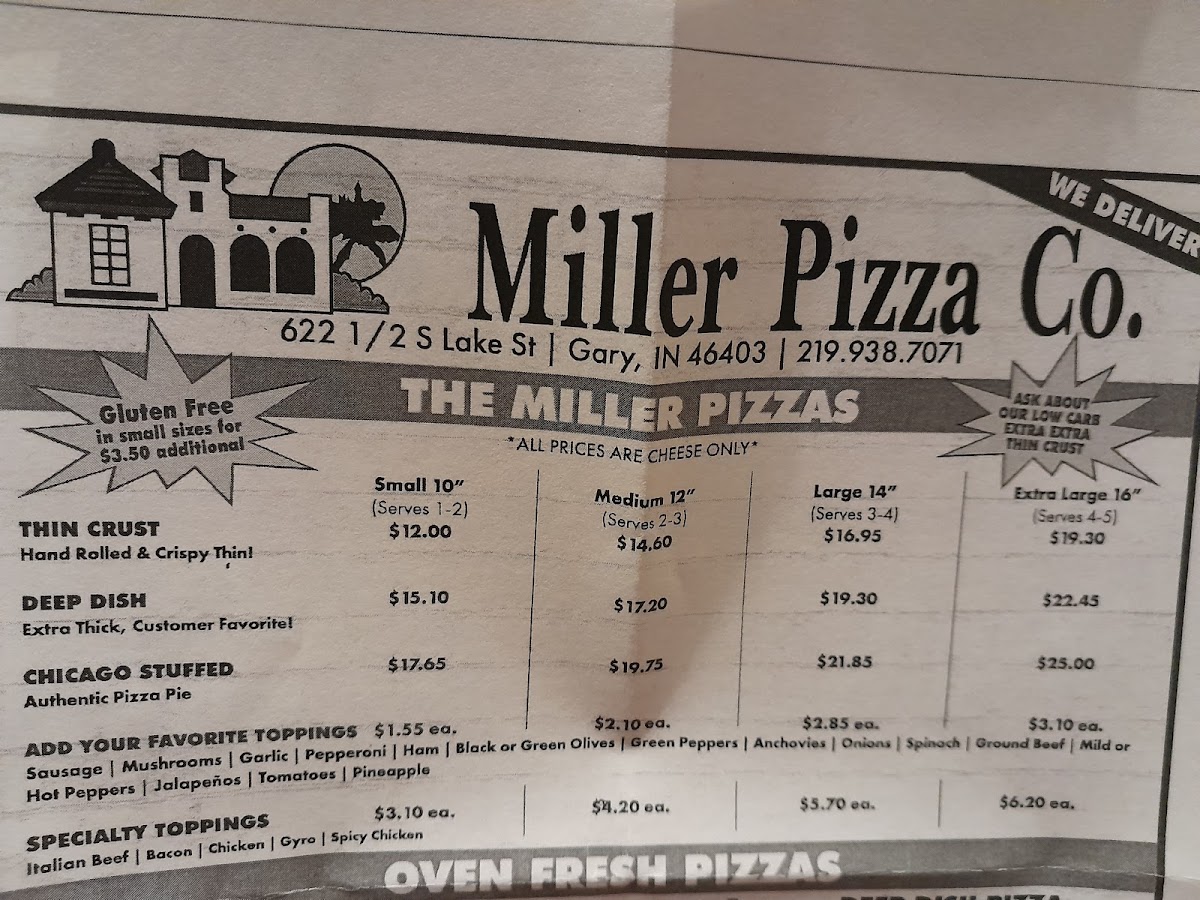 WE DELIVER
Miller Pizza Co.
622 1/2 S Lake St | Gary, IN 46403 | 219.938.7071
Gluten Free
in small sizes for
$3.50 additional
THE MILLER PIZZAS
*ALL PRICES ARE CHEESE ONLY*
ASK ABOUT
OUR LOW CARB
EXTRA EXTRA
THIN CRUST
Small 10” Medium 12” Large 14” Extra Large 16”
(Serves 1-2) (Serves 2-3) (Serves 3-4) (Serves 4-5)
THIN CRUST $12.00 $14.60 $16.95 $19.30
Hand Rolled & Crispy Thin!
DEEP DISH $15.10 $17.20 $19.30 $22.45
Extra Thick, Customer Favorite!
CHICAGO STUFFED $17.65 $19.75 $21.85 $25.00
Authentic Pizza Pie
ADD YOUR FAVORITE TOPPINGS $1.55 ea. $2.10 ea. $2.85 ea. $3.10 ea.
Sausage | Mushrooms | Garlic | Pepperoni | Ham | Black or Green Olives | Green Peppers | Anchovies | Onions | Spinach | Ground Beef | Mild or
Hot Peppers | Jalapeños | Tomatoes | Pineapple
SPECIALTY TOPPINGS $3.10 ea. $4.20 ea. $5.70 ea. $6.20 ea.
Italian Beef | Bacon | Chicken | Gyro | Spicy Chicken
OVEN FRESH PIZZAS
DEEP DISH PIZZA